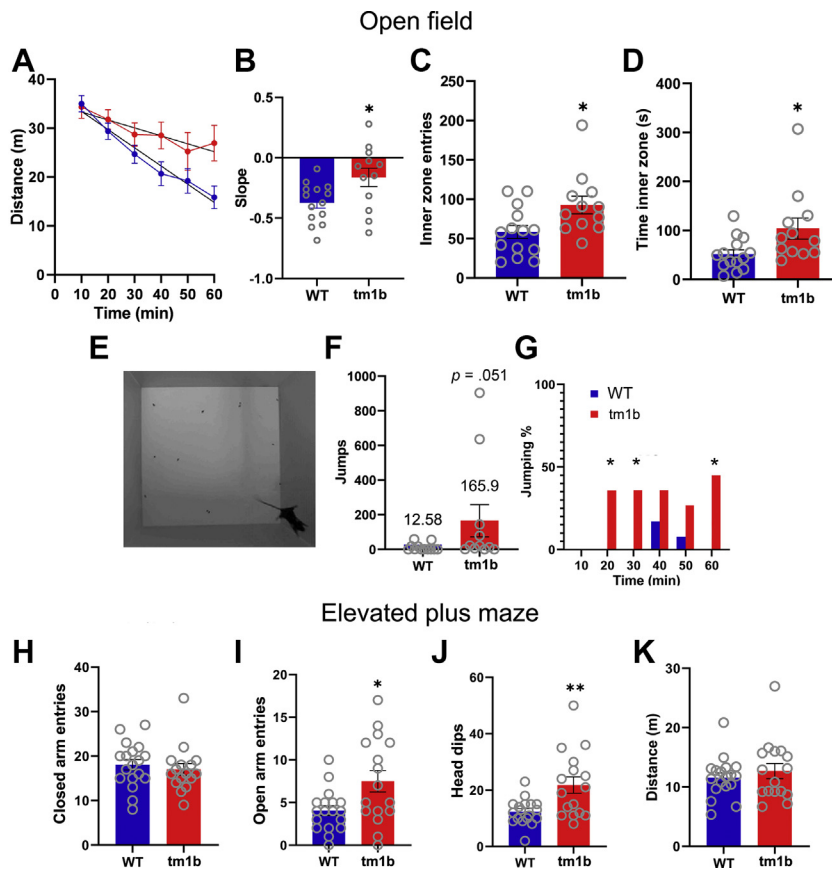 Open field
A
Distance (m)
40
30
20
10
0
0 10 20 30 40 50 60
Time (min)
B
Slope
0.5
0.0
-0.5
-1.0
*
WT tm1b
C
Inner zone entries
250
200
150
100
50
0
*
WT tm1b
D
Time inner zone (s)
400
300
200
100
0
*
WT tm1b
E
F
Jumps
1000
800
600
400
200
0
p = .051
12.58
165.9
WT tm1b
G
Jumping %
100
50
0
WT
tm1b
* * *
10 20 30 40 50 60
Time (min)
Elevated plus maze
H
Closed arm entries
40
30
20
10
0
WT tm1b
I
Open arm entries
20
15
10
5
0
*
WT tm1b
J
Head dips
60
40
20
0
**
WT tm1b
K
Distance (m)
30
20
10
0
WT tm1b